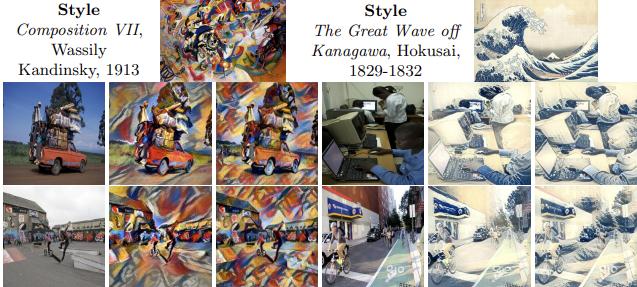 Style
Composition VII,
Wassily
Kandinsky, 1913
Style
The Great Wave off
Kanagawa, Hokusai,
1829-1832